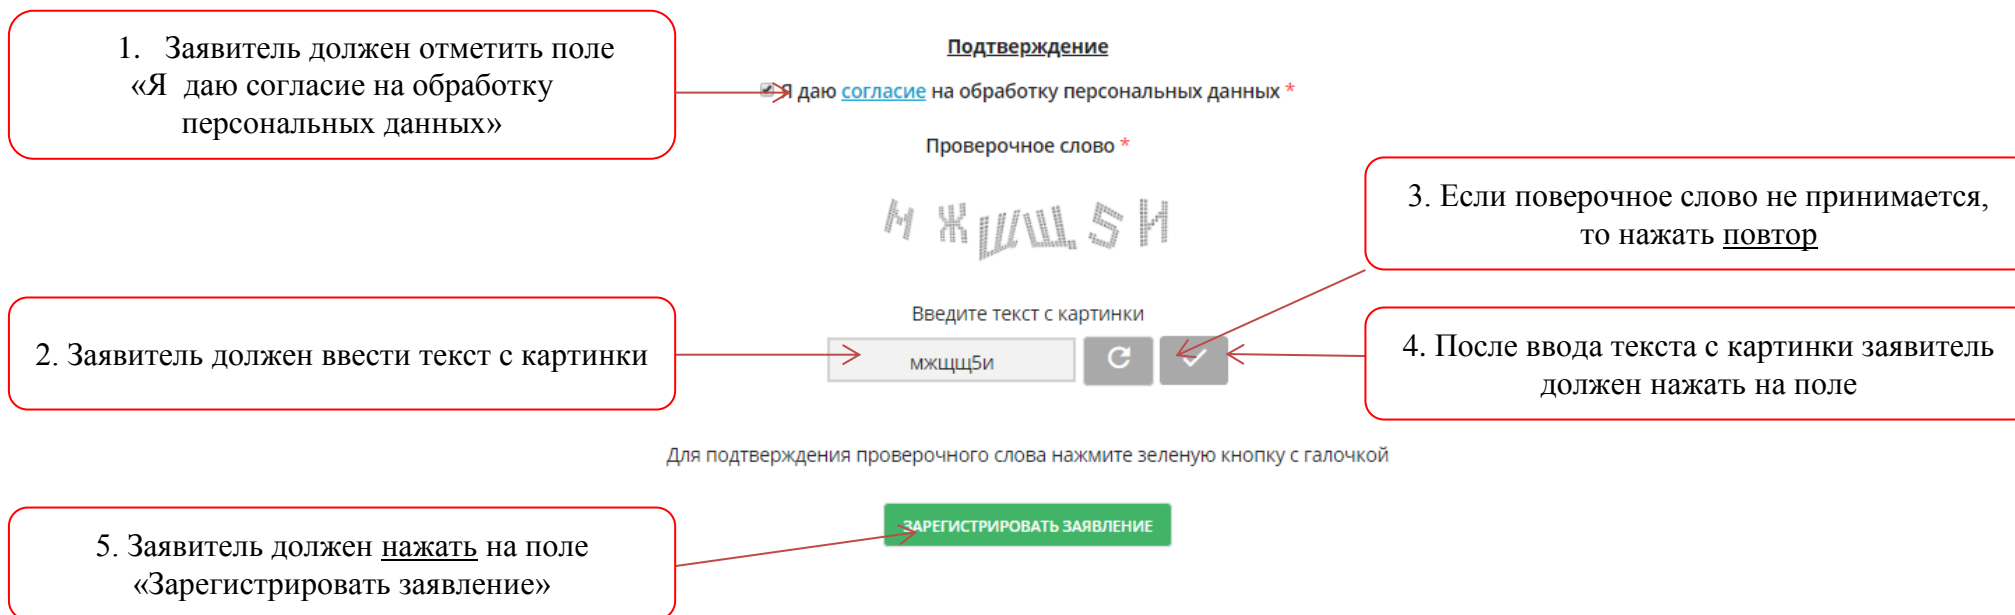 1. Заявитель должен отметить поле
«Я даю согласие на обработку
персональных данных»
Подтверждение
Я даю согласие на обработку персональных данных *
Проверочное слово *
М Ж Щ Щ 5 И
3. Если поверочное слово не принимается,
то нажать повтор
Введите текст с картинки
2. Заявитель должен ввести текст с картинки
мжщщ5и
4. После ввода текста с картинки заявитель
должен нажать на поле
Для подтверждения проверочного слова нажмите зеленую кнопку с галочкой
ЗАРЕГИСТРИРОВАТЬ ЗАЯВЛЕНИЕ
5. Заявитель должен нажать на поле
«Зарегистрировать заявление»